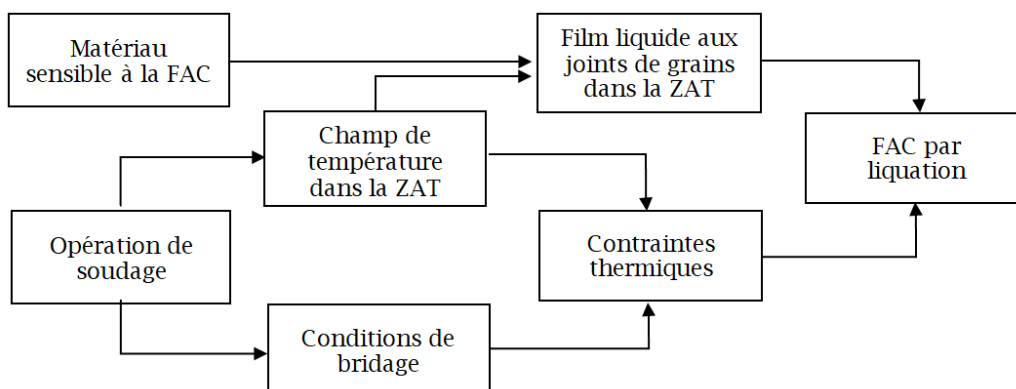 Matériau
sensible à la FAC
Film liquide aux
joints de grains
dans la ZAT
Champ de
température
dans la ZAT
FAC par
liquation
Opération de
soudage
Contraintes
thermiques
Conditions de
bridage